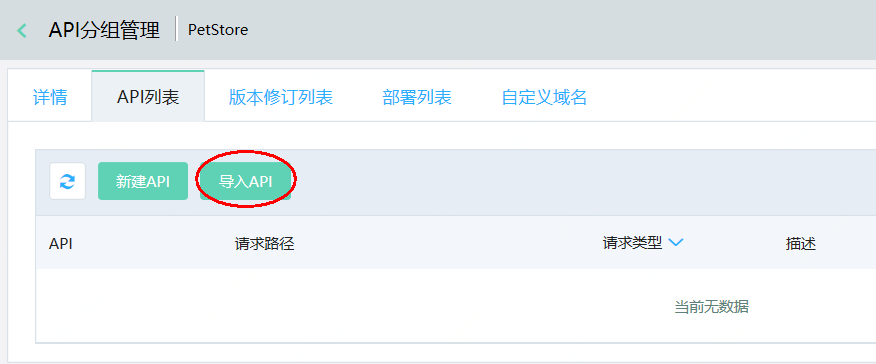 API分组管理 PetStore
详情 API列表 版本修订列表 部署列表 自定义域名
新建API 导入API
API 请求路径 请求类型 描述
当前无数据